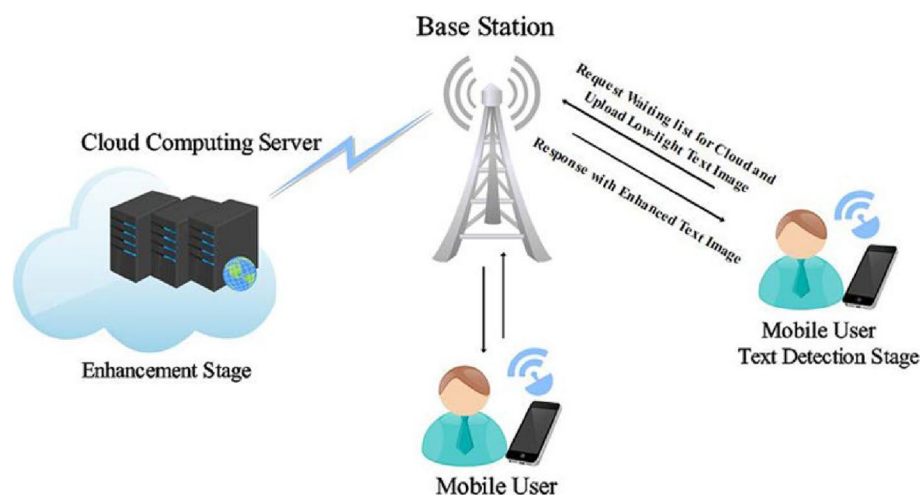 Base Station
Request Waiting list for Cloud and
Upload Low-light Text Image
Response with Enhanced Text Image
Cloud Computing Server
Enhancement Stage
Mobile User
Text Detection Stage
Mobile User